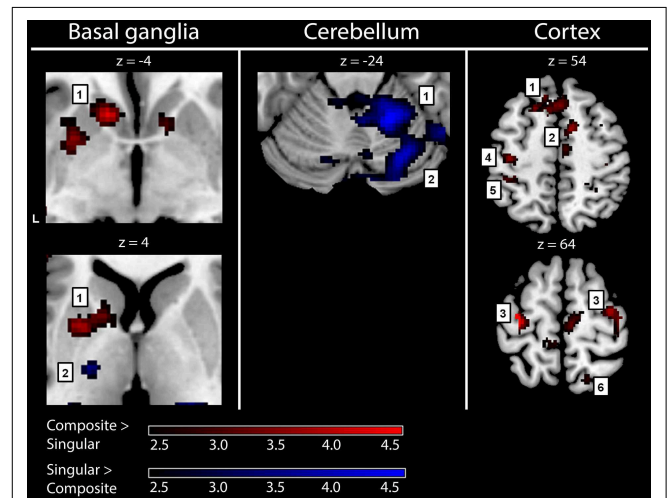 Basal ganglia
Cerebellum
Cortex
z = -4
z = -24
z = 54
1
1
2
1
2
4
5
L
z = 4
z = 64
1
2
3
3
6
Composite >
Singular
2.5 3.0 3.5 4.0 4.5
Singular >
Composite
2.5 3.0 3.5 4.0 4.5